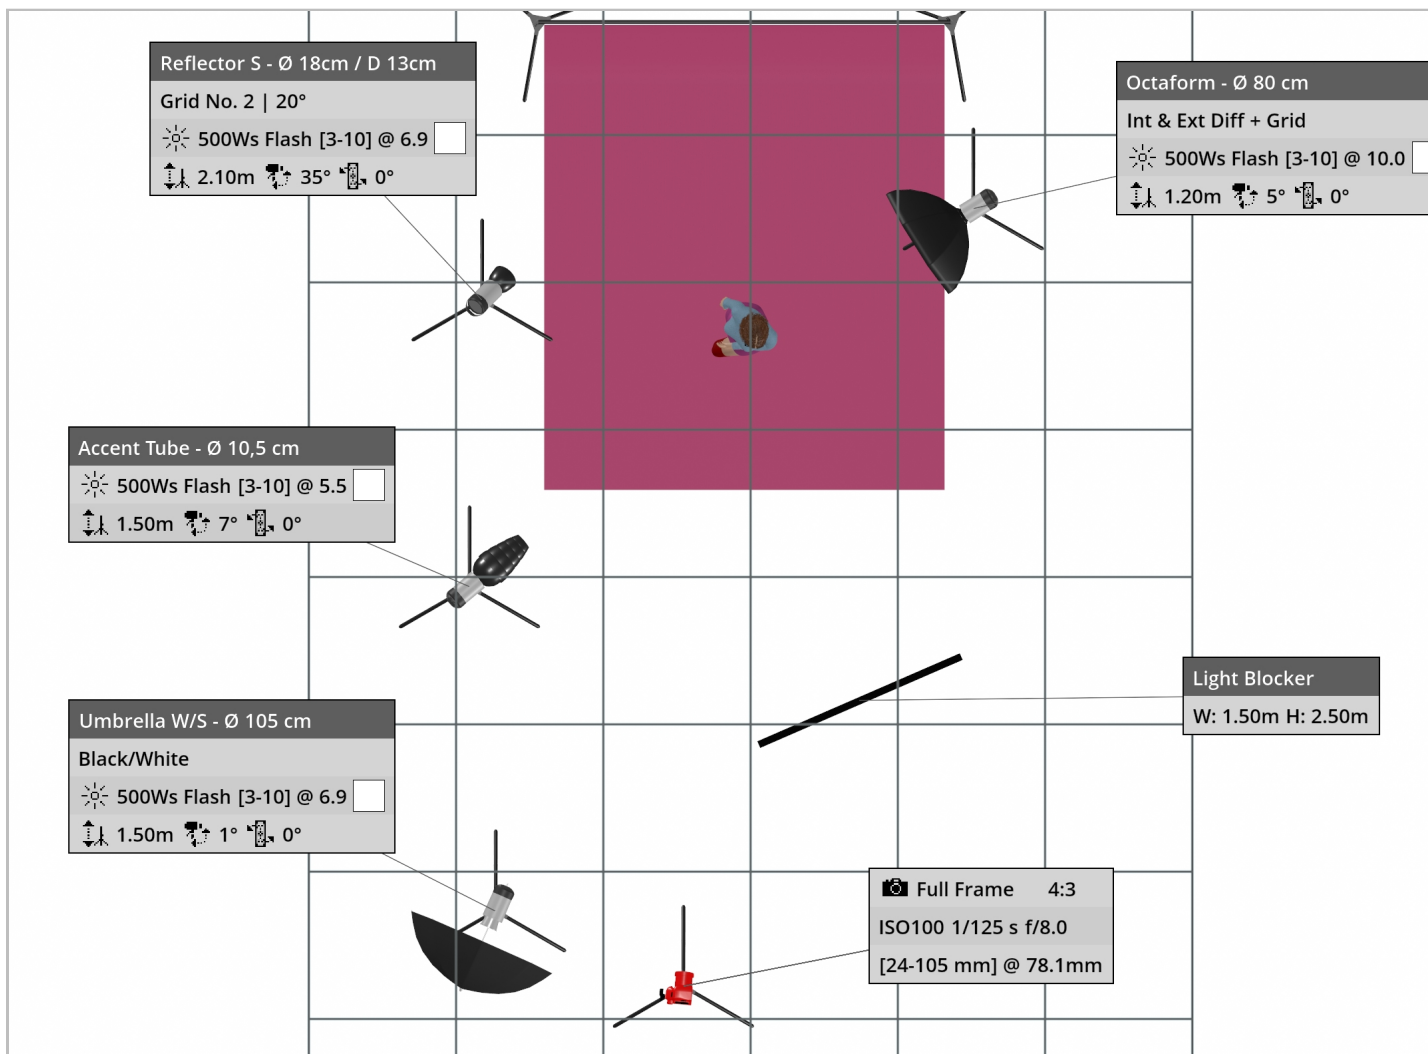 Reflector S - Ø 18cm / D 13cm
Grid No. 2 | 20°
500Ws Flash [3-10] @ 6.9
2.10m 35° 0°
Octaform - Ø 80 cm
Int & Ext Diff + Grid
500Ws Flash [3-10] @ 10.0
1.20m 5° 0°
Accent Tube - Ø 10,5 cm
500Ws Flash [3-10] @ 5.5
1.50m 7° 0°
Light Blocker
W: 1.50m H: 2.50m
Umbrella W/S - Ø 105 cm
Black/White
500Ws Flash [3-10] @ 6.9
1.50m 1° 0°
Full Frame 4:3
ISO100 1/125 s f/8.0
[24-105 mm] @ 78.1mm